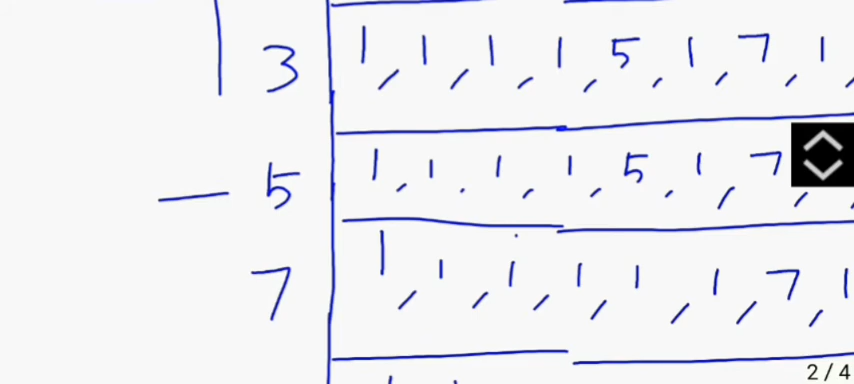 3 1, 1, 1, 1, 5, 1, 7, 1,
5 1, 1, 1, 1, 5, 1, 7,
7 1, 1, 1, 1, 1, 1, 7, 1
2 / 4